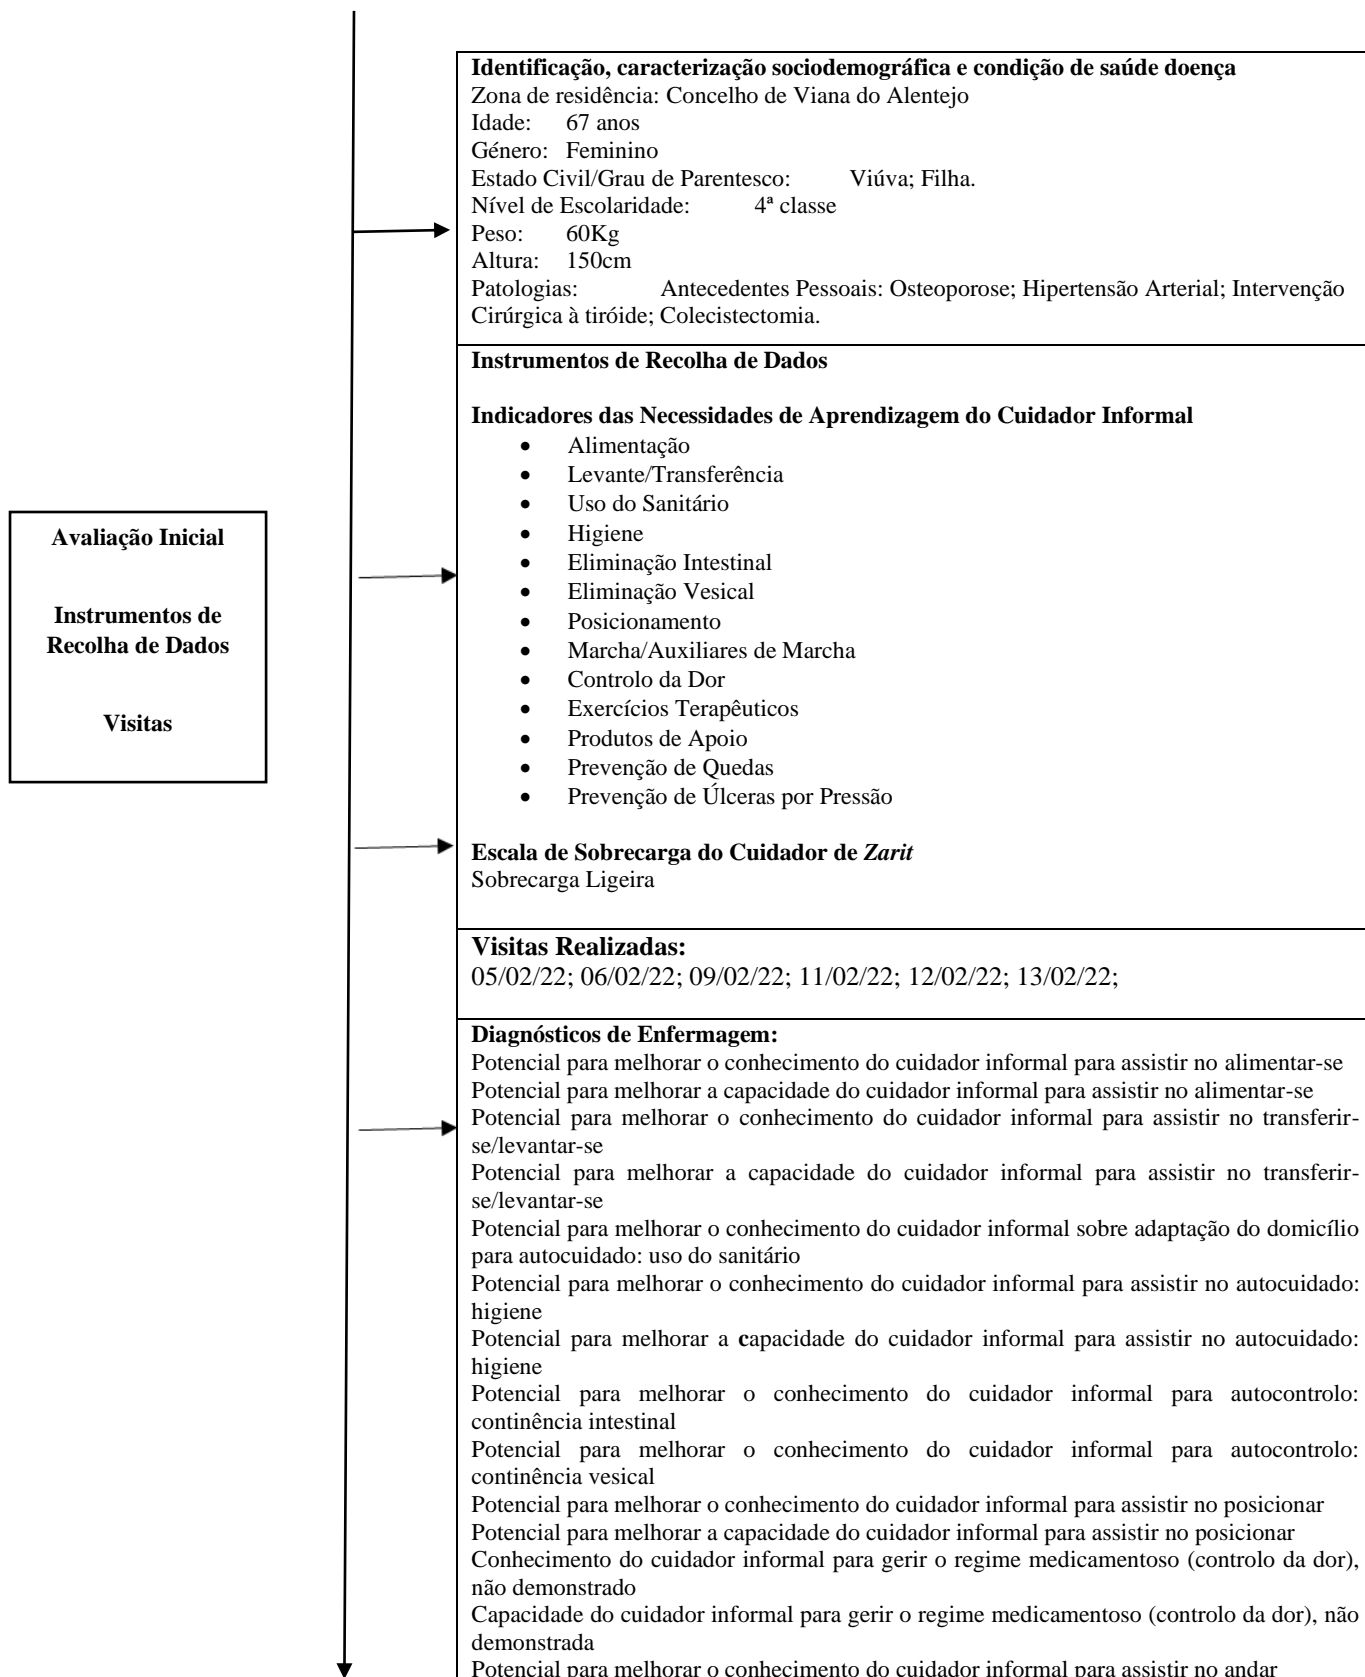 Identificação, caracterização sociodemográfica e condição de saúde doença
Zona de residência: Concelho de Viana do Alentejo
Idade: 67 anos
Género: Feminino
Estado Civil/Grau de Parentesco: Viúva; Filha.
Nível de Escolaridade: 4ª classe
Peso: 60Kg
Altura: 150cm
Patologias: Antecedentes Pessoais: Osteoporose; Hipertensão Arterial; Intervenção
Cirúrgica à tiróide; Colecistectomia.
Instrumentos de Recolha de Dados
Indicadores das Necessidades de Aprendizagem do Cuidador Informal
• Alimentação
• Levante/Transferência
• Uso do Sanitário
• Higiene
• Eliminação Intestinal
• Eliminação Vesical
• Posicionamento
• Marcha/Auxiliares de Marcha
• Controlo da Dor
• Exercícios Terapêuticos
• Produtos de Apoio
• Prevenção de Quedas
• Prevenção de Úlceras por Pressão
Avaliação Inicial
Instrumentos de
Recolha de Dados
Visitas
Escala de Sobrecarga do Cuidador de Zarit
Sobrecarga Ligeira
Visitas Realizadas:
05/02/22; 06/02/22; 09/02/22; 11/02/22; 12/02/22; 13/02/22;
Diagnósticos de Enfermagem:
Potencial para melhorar o conhecimento do cuidador informal para assistir no alimentar-se
Potencial para melhorar a capacidade do cuidador informal para assistir no alimentar-se
Potencial para melhorar o conhecimento do cuidador informal para assistir no transferir-
se/levantar-se
Potencial para melhorar a capacidade do cuidador informal para assistir no transferir-
se/levantar-se
Potencial para melhorar o conhecimento do cuidador informal sobre adaptação do domicílio
para autocuidado: uso do sanitário
Potencial para melhorar o conhecimento do cuidador informal para assistir no autocuidado:
higiene
Potencial para melhorar a capacidade do cuidador informal para assistir no autocuidado:
higiene
Potencial para melhorar o conhecimento do cuidador informal para autocontrolo:
continência intestinal
Potencial para melhorar o conhecimento do cuidador informal para autocontrolo:
continência vesical
Potencial para melhorar o conhecimento do cuidador informal para assistir no posicionar
Potencial para melhorar a capacidade do cuidador informal para assistir no posicionar
Conhecimento do cuidador informal para gerir o regime medicamentoso (controlo da dor),
não demonstrado
Capacidade do cuidador informal para gerir o regime medicamentoso (controlo da dor), não
demonstrada
Potencial para melhorar o conhecimento do cuidador informal para assistir no andar